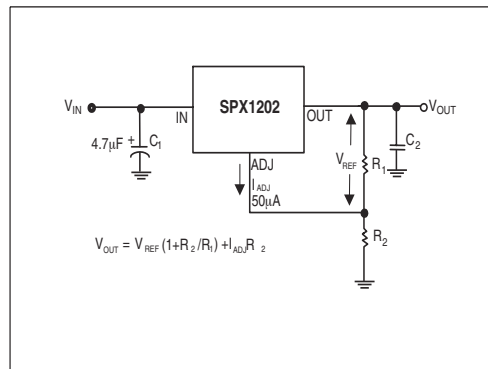 SPX1202
V_IN
IN
OUT
V_OUT
4.7µF +
C_1
ADJ
I_ADJ
50µA
V_REF
R_1
C_2
R_2
V_OUT = V_REF (1+R_2/R_1) +I_ADJ R_2